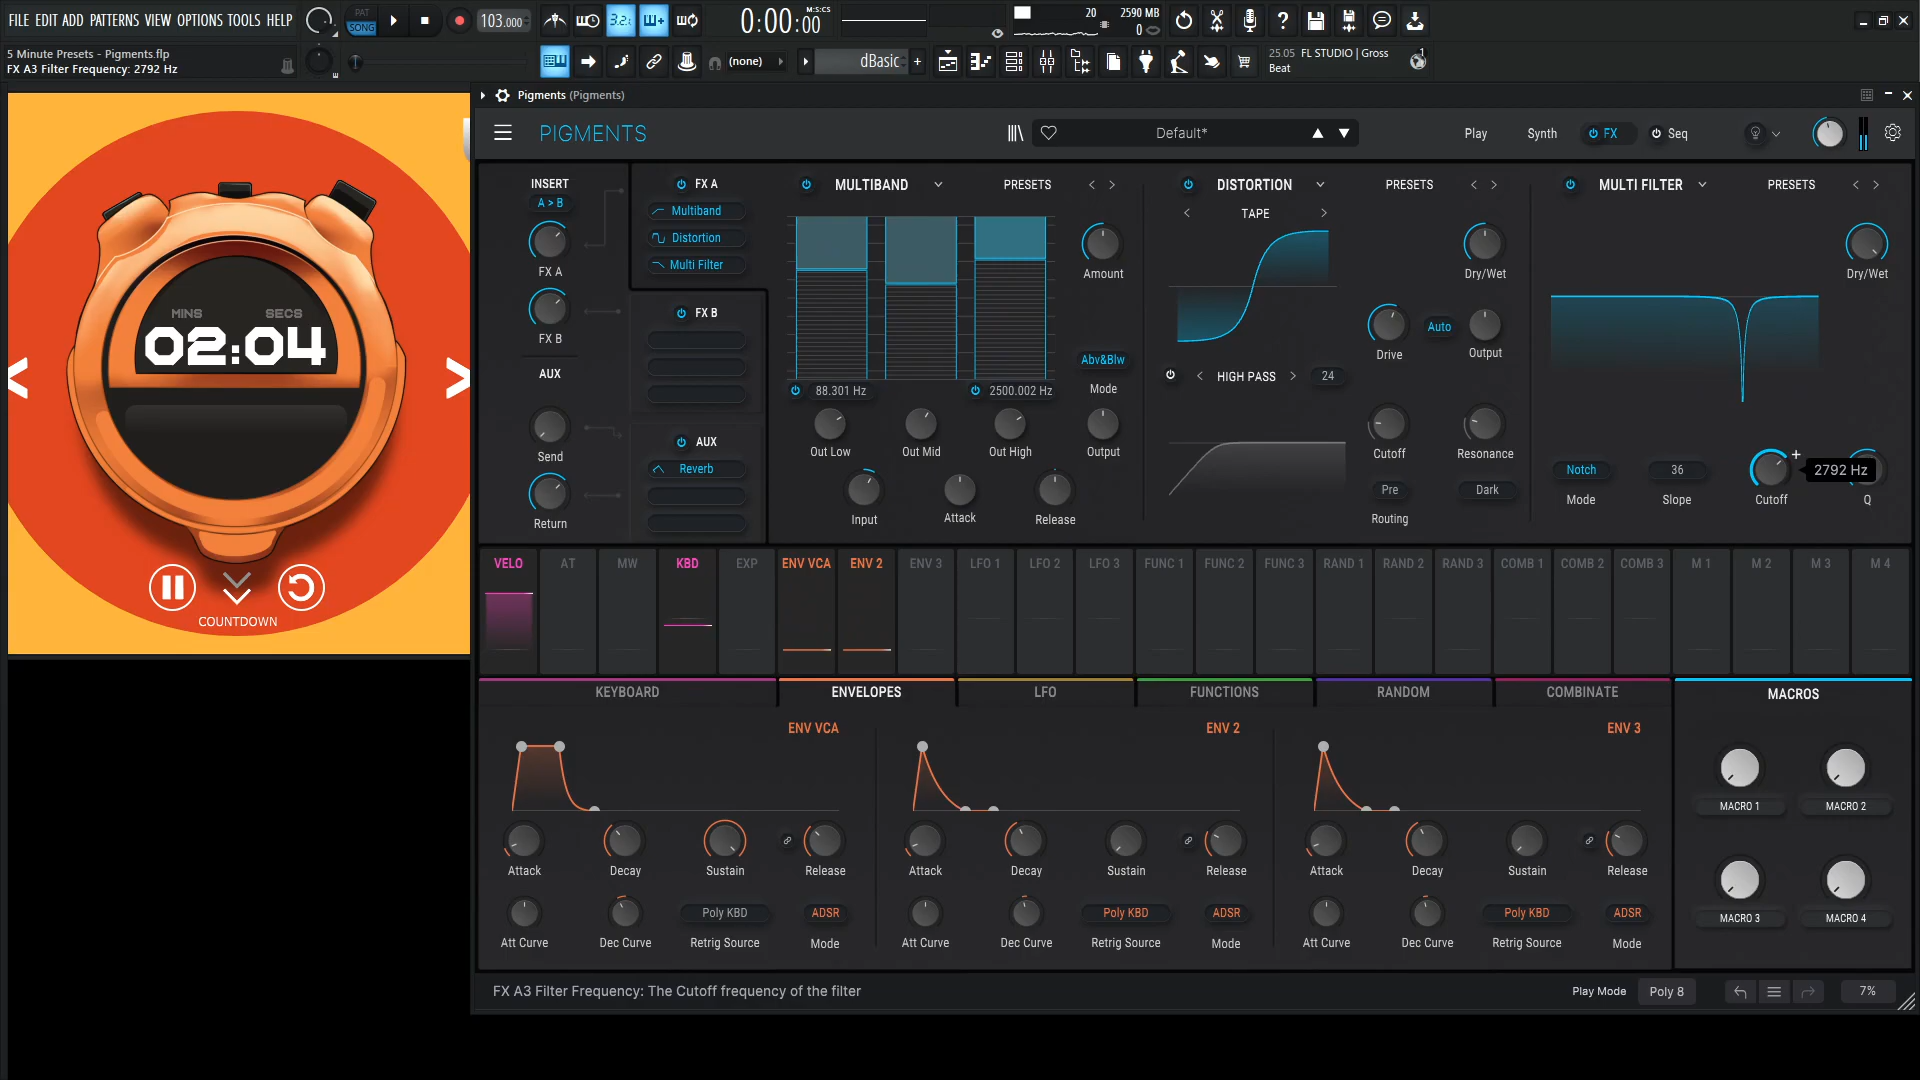 FILE EDIT ADD PATTERNS VIEW OPTIONS TOOLS HELP
PAT
SONG
103.000
3.2.
0:00:00
M:S:CS
20
2590 MB
0
5 Minute Presets - Pigments.flp
FX A3 Filter Frequency: 2792 Hz
(none)
dBasic
25.05 FL STUDIO | Gross
Beat
1
MINS SECS
02:04
COUNTDOWN
Pigments (Pigments)
PIGMENTS
Default*
Play
Synth
FX
Seq
INSERT
A > B
FX A
FX B
AUX
Send
Return
FX A
Multiband
Distortion
Multi Filter
FX B
AUX
Reverb
MULTIBAND
PRESETS
Amount
Abv&Blw
Mode
88.301 Hz
2500.002 Hz
Out Low
Out Mid
Out High
Output
Input
Attack
Release
DISTORTION
PRESETS
TAPE
Dry/Wet
Drive
Auto
Output
HIGH PASS
24
Cutoff
Resonance
Pre
Dark
Routing
MULTI FILTER
PRESETS
Dry/Wet
Notch
36
2792 Hz
Mode
Slope
Cutoff
Q
VELO
AT
MW
KBD
EXP
ENV VCA
ENV 2
ENV 3
LFO 1
LFO 2
LFO 3
FUNC 1
FUNC 2
FUNC 3
RAND 1
RAND 2
RAND 3
COMB 1
COMB 2
COMB 3
M 1
M 2
M 3
M 4
KEYBOARD
ENVELOPES
LFO
FUNCTIONS
RANDOM
COMBINATE
MACROS
ENV VCA
Attack
Decay
Sustain
Release
Poly KBD
ADSR
Att Curve
Dec Curve
Retrig Source
Mode
ENV 2
Attack
Decay
Sustain
Release
Poly KBD
ADSR
Att Curve
Dec Curve
Retrig Source
Mode
ENV 3
Attack
Decay
Sustain
Release
Poly KBD
ADSR
Att Curve
Dec Curve
Retrig Source
Mode
MACRO 1
MACRO 2
MACRO 3
MACRO 4
FX A3 Filter Frequency: The Cutoff frequency of the filter
Play Mode
Poly 8
7%